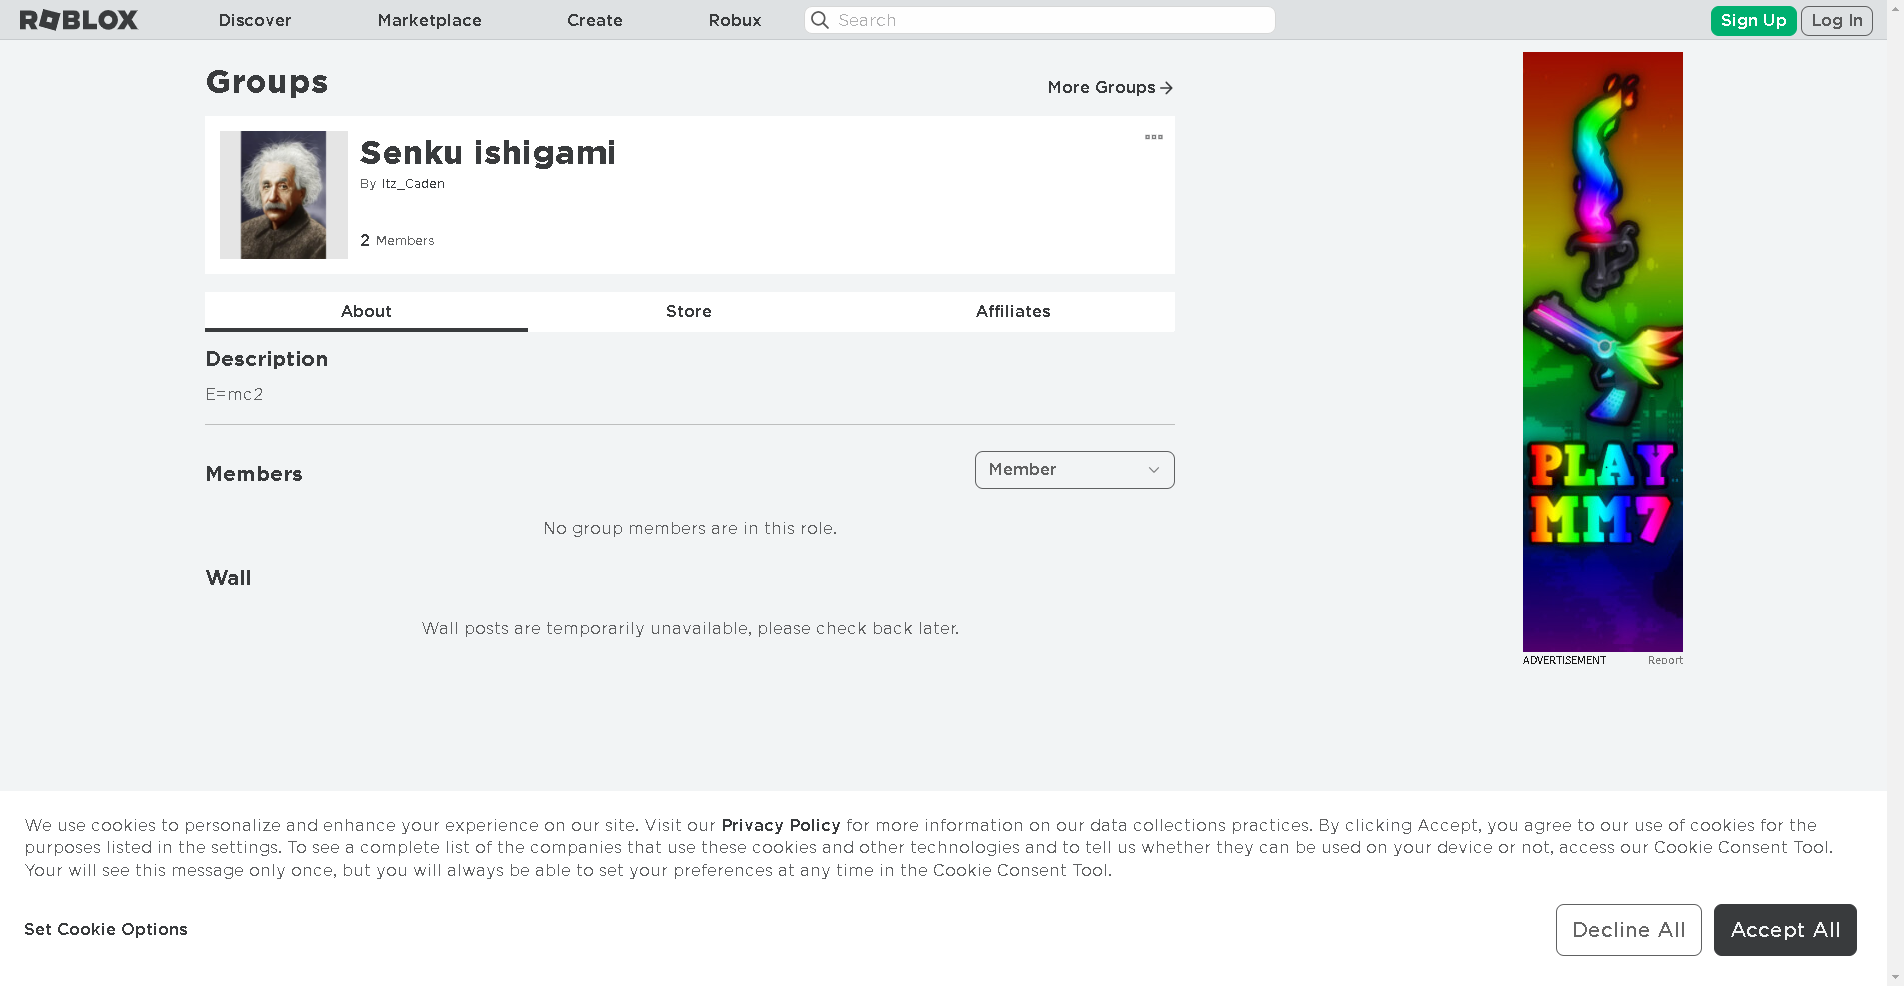 ROBLOX
Discover
Marketplace
Create
Robux
Search
Sign Up
Log In
Groups
More Groups
Senku ishigami
By Itz_Caden
2 Members
About
Store
Affiliates
Description
E=mc2
Members
Member
No group members are in this role.
Wall
Wall posts are temporarily unavailable, please check back later.
PLAY
MM7
ADVERTISEMENT
Report
We use cookies to personalize and enhance your experience on our site. Visit our Privacy Policy for more information on our data collections practices. By clicking Accept, you agree to our use of cookies for the
purposes listed in the settings. To see a complete list of the companies that use these cookies and other technologies and to tell us whether they can be used on your device or not, access our Cookie Consent Tool.
Your will see this message only once, but you will always be able to set your preferences at any time in the Cookie Consent Tool.
Set Cookie Options
Decline All
Accept All